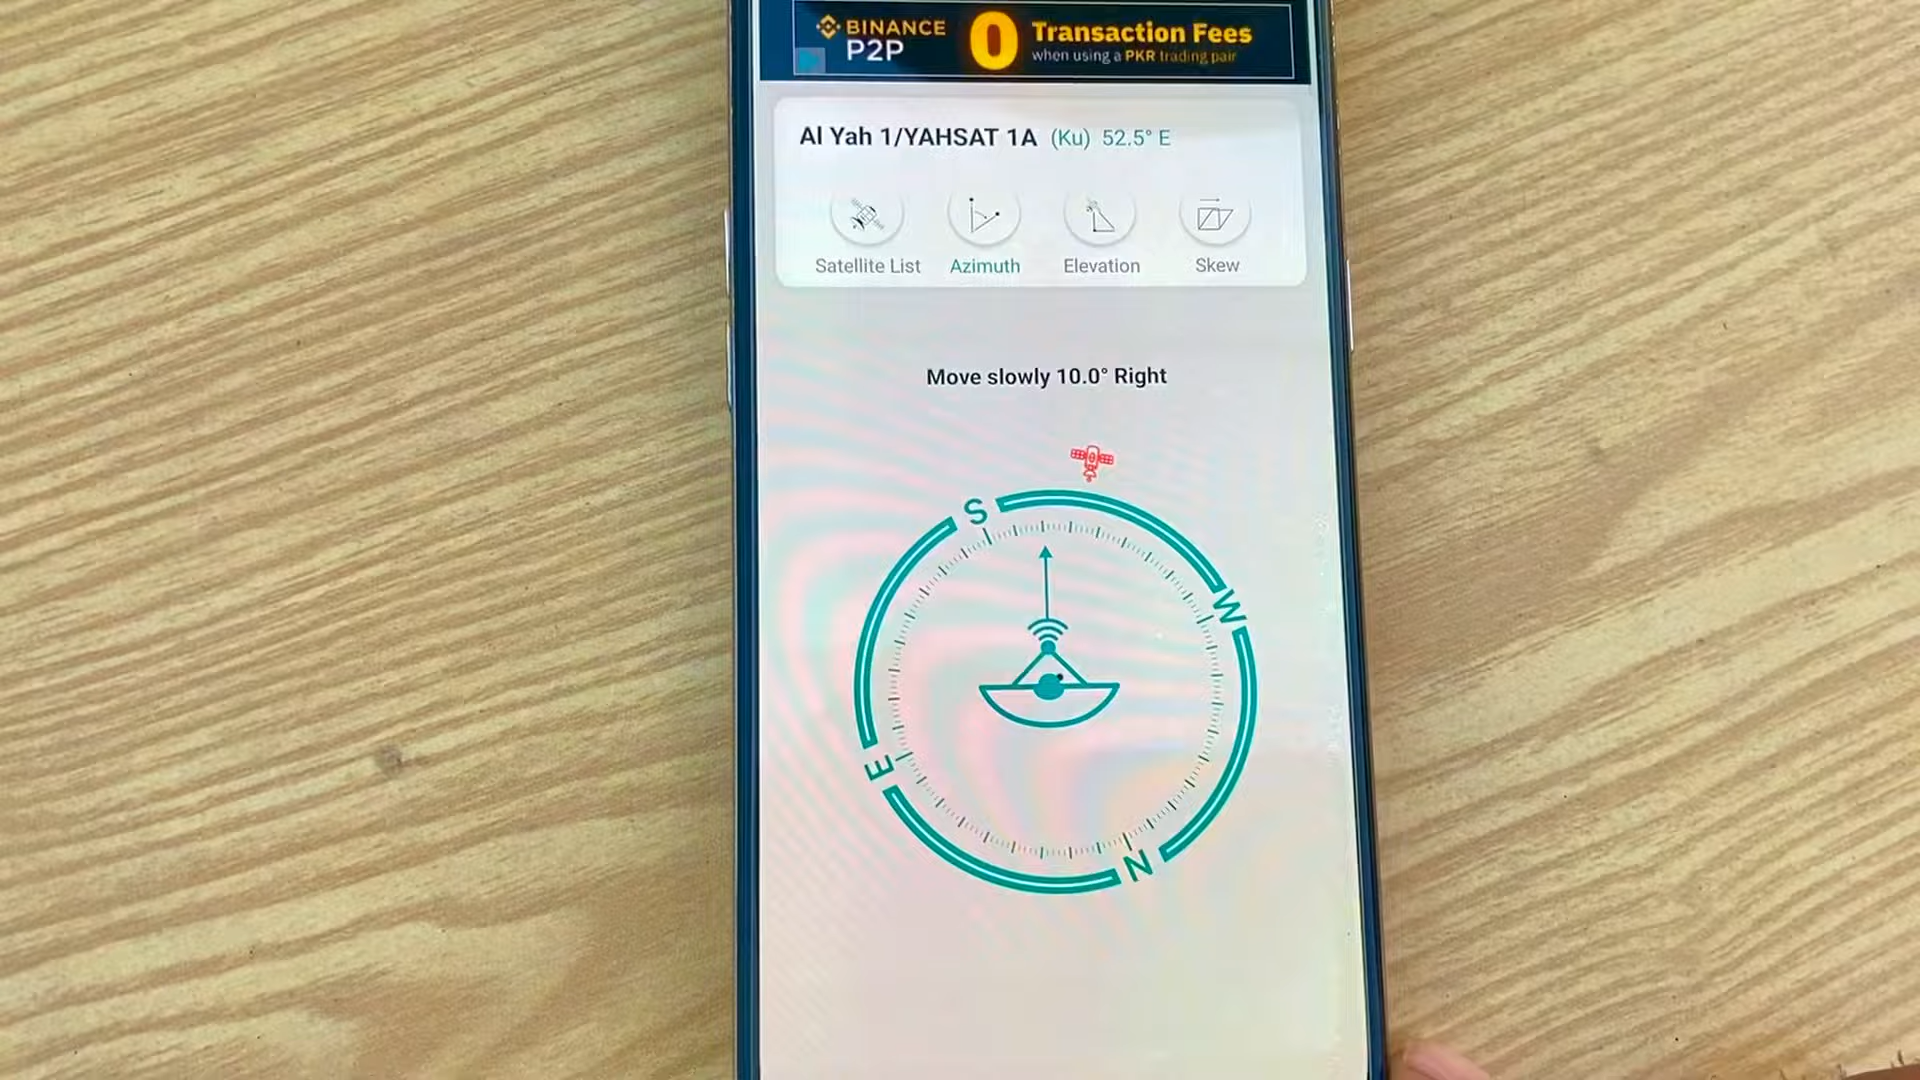 BINANCE
P2P
0
Transaction Fees
when using a PKR trading pair
Al Yah 1/YAHSAT 1A (Ku) 52.5° E
Satellite List Azimuth Elevation Skew
Move slowly 10.0° Right
S
W
E
N